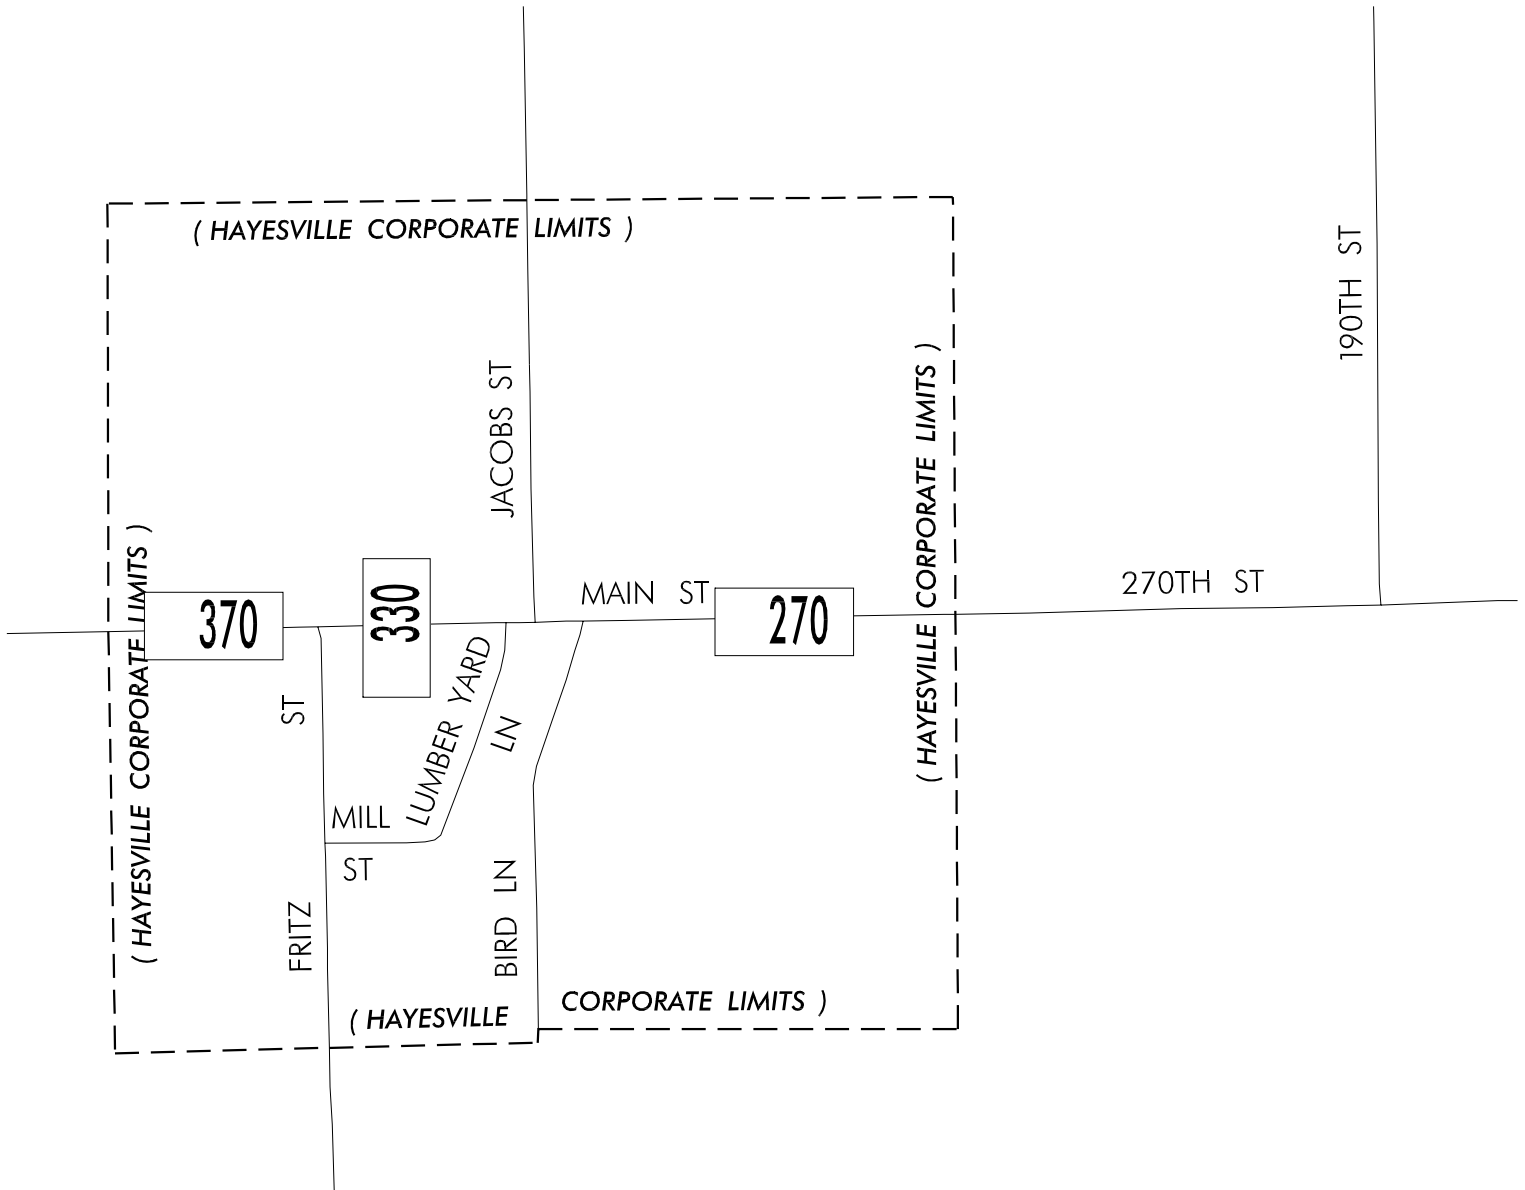 ( HAYESVILLE CORPORATE LIMITS )
190TH ST
JACOBS ST
( HAYESVILLE CORPORATE LIMITS )
( HAYESVILLE CORPORATE LIMITS )
270TH ST
MAIN ST
370
330
270
LUMBER YARD LN
FRITZ ST
MILL ST
BIRD LN
( HAYESVILLE CORPORATE LIMITS )